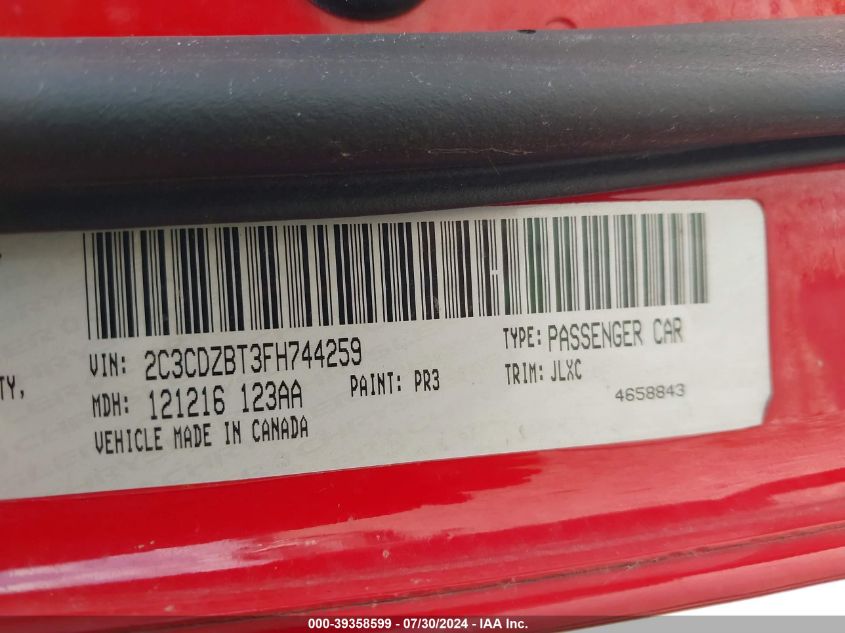 VIN: 2C3CDZBT3FH744259
TYPE: PASSENGER CAR
TY,
MDH: 121216 123AA
PAINT: PR3
TRIM: JLXC
4658843
VEHICLE MADE IN CANADA
000-39358599 - 07/30/2024 - IAA Inc.